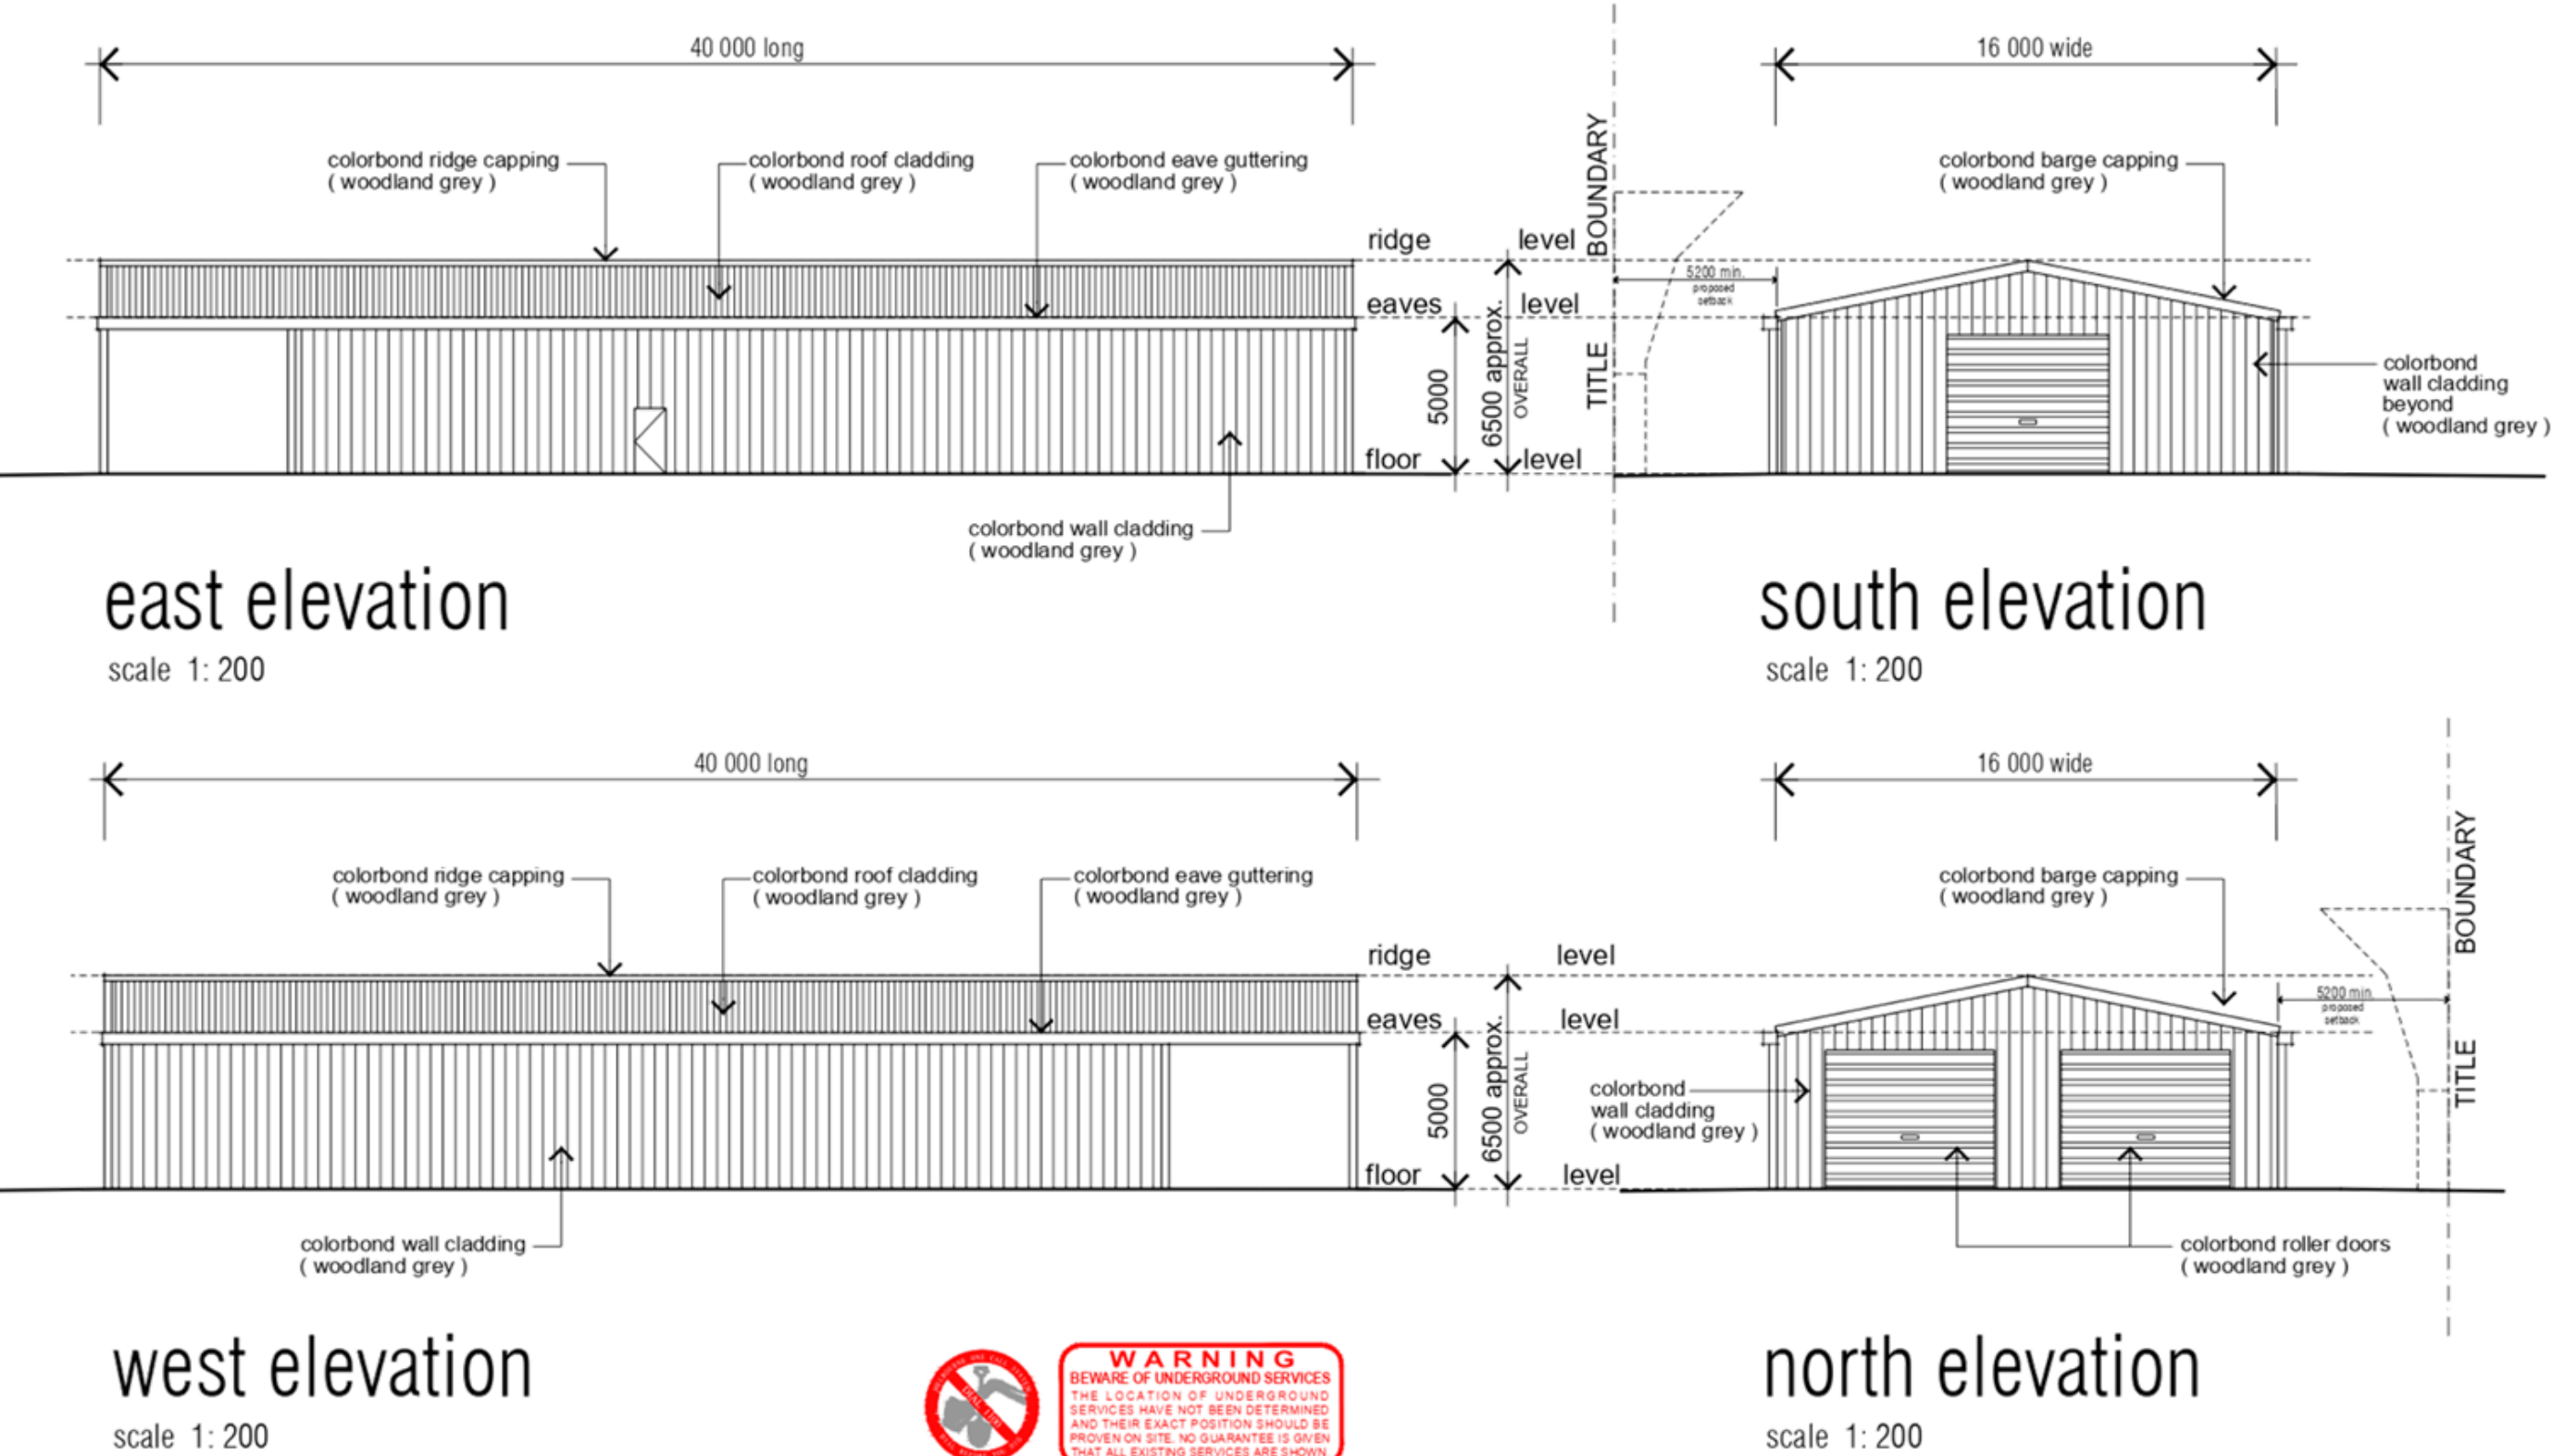 40 000 long
16 000 wide
colorbond ridge capping
( woodland grey )
colorbond roof cladding
( woodland grey )
colorbond eave guttering
( woodland grey )
colorbond barge capping
( woodland grey )
ridge level
eaves level
floor level
5000
6500 approx.
OVERALL
TITLE BOUNDARY
5200 min.
proposed
setback
colorbond
wall cladding
beyond
( woodland grey )
colorbond wall cladding
( woodland grey )
east elevation
scale 1: 200
south elevation
scale 1: 200
40 000 long
16 000 wide
colorbond ridge capping
( woodland grey )
colorbond roof cladding
( woodland grey )
colorbond eave guttering
( woodland grey )
colorbond barge capping
( woodland grey )
ridge level
eaves level
floor level
5000
6500 approx.
OVERALL
colorbond
wall cladding
( woodland grey )
5200 min.
proposed
setback
TITLE BOUNDARY
colorbond wall cladding
( woodland grey )
colorbond roller doors
( woodland grey )
west elevation
scale 1: 200
north elevation
scale 1: 200
WARNING
BEWARE OF UNDERGROUND SERVICES
THE LOCATION OF UNDERGROUND
SERVICES HAVE NOT BEEN DETERMINED
AND THEIR EXACT POSITION SHOULD BE
PROVEN ON SITE. NO GUARANTEE IS GIVEN
THAT ALL EXISTING SERVICES ARE SHOWN